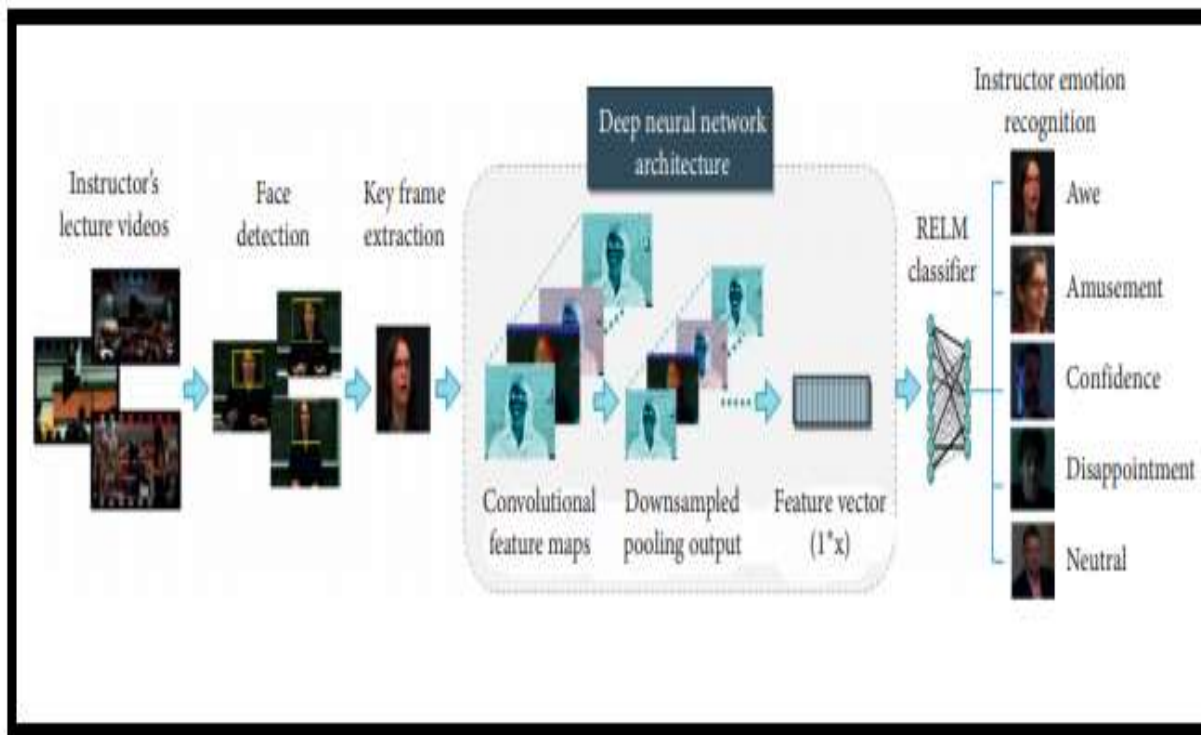 Instructor's
lecture videos
Face
detection
Key frame
extraction
Deep neural network
architecture
Convolutional
feature maps
Downsampled
pooling output
Feature vector
(1*x)
RELM
classifier
Instructor emotion
recognition
Awe
Amusement
Confidence
Disappointment
Neutral